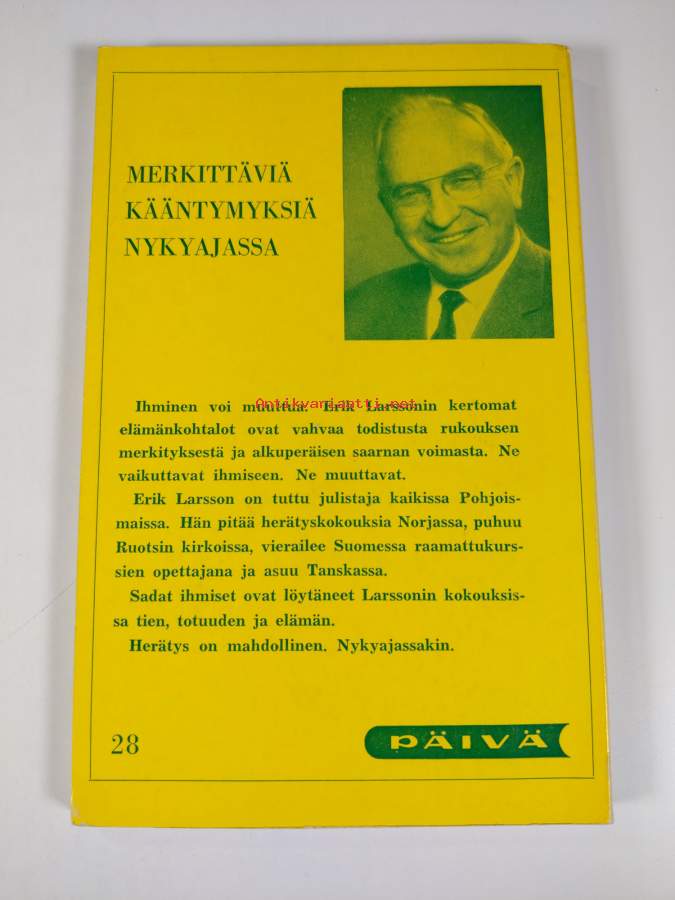 MERKITTÄVIÄ
KÄÄNTYMYKSIÄ
NYKYAJASSA
Ihminen voi muuttua. Erik Larssonin kertomat
Antikvariaatti.net
elämänkohtalot ovat vahvaa todistusta rukouksen
merkityksestä ja alkuperäisen saarnan voimasta. Ne
vaikuttavat ihmiseen. Ne muuttavat.
Erik Larsson on tuttu julistaja kaikissa Pohjois-
maissa. Hän pitää herätyskokouksia Norjassa, puhuu
Ruotsin kirkoissa, vierailee Suomessa raamattukurs-
sien opettajana ja asuu Tanskassa.
Sadat ihmiset ovat löytäneet Larssonin kokouksis-
sa tien, totuuden ja elämän.
Herätys on mahdollinen. Nykyajassakin.
28
PÄIVÄ